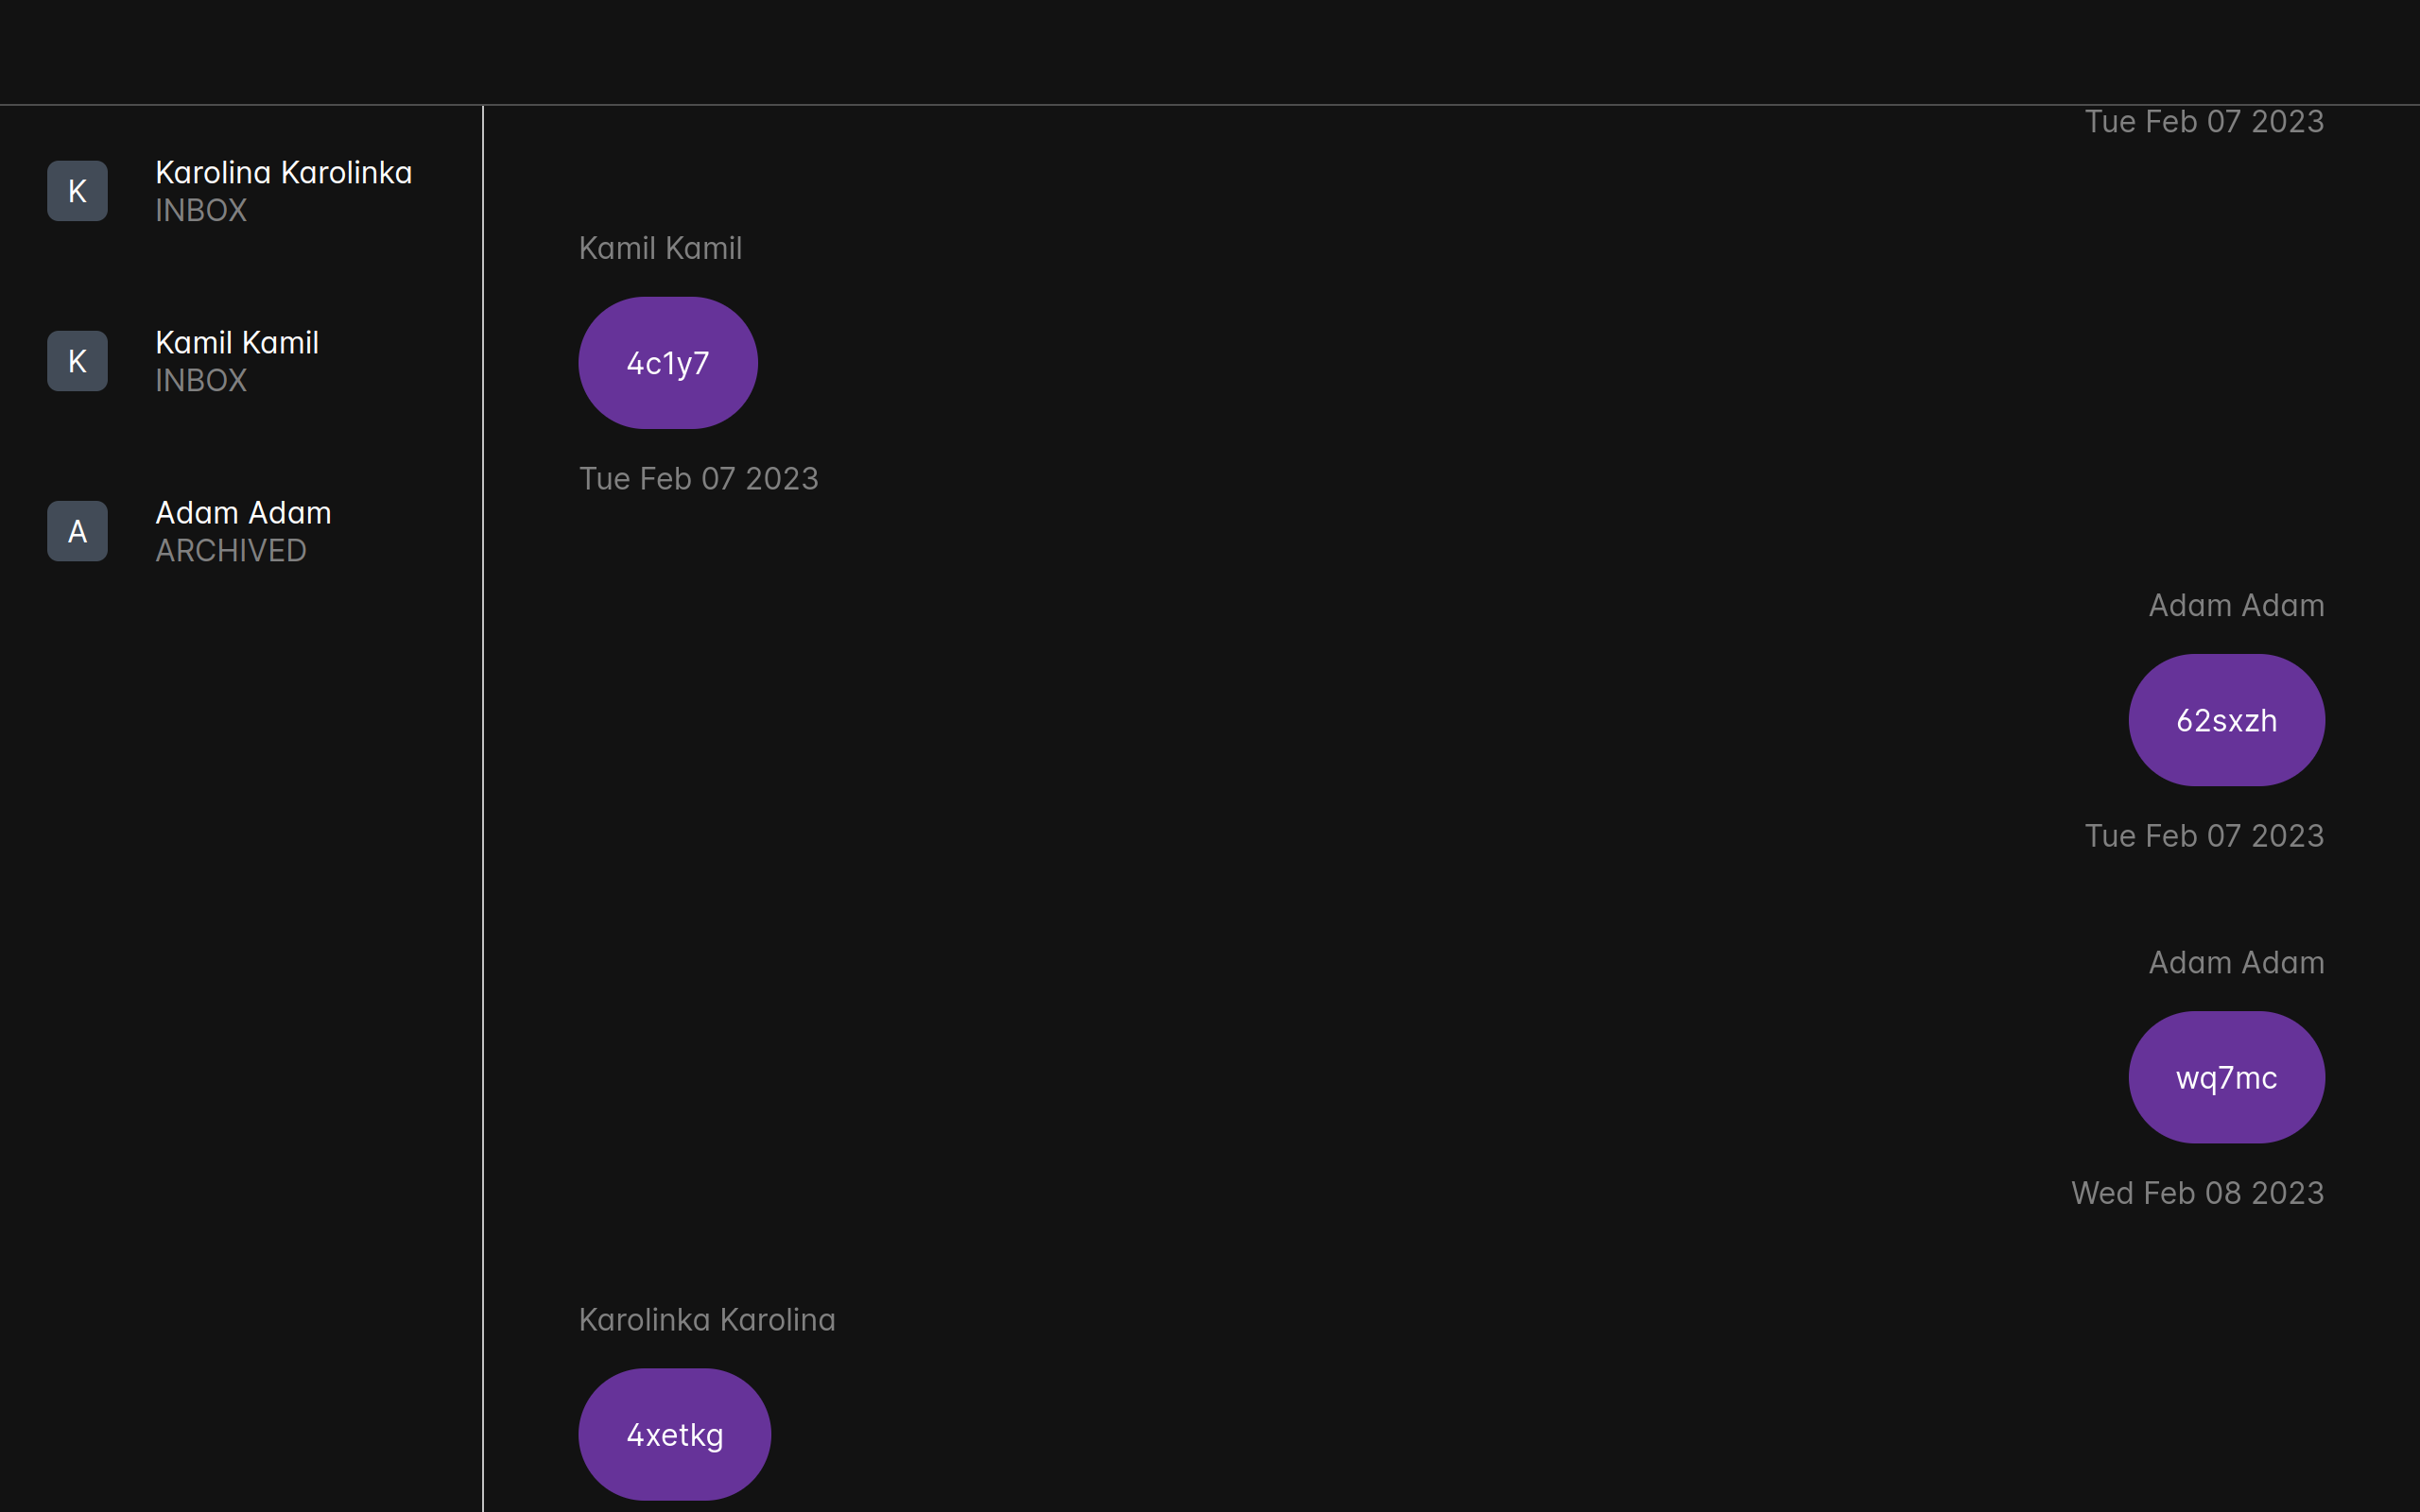 K
Karolina Karolinka
INBOX
K
Kamil Kamil
INBOX
A
Adam Adam
ARCHIVED
Tue Feb 07 2023
Kamil Kamil
4c1y7
Tue Feb 07 2023
Adam Adam
62sxzh
Tue Feb 07 2023
Adam Adam
wq7mc
Wed Feb 08 2023
Karolinka Karolina
4xetkg